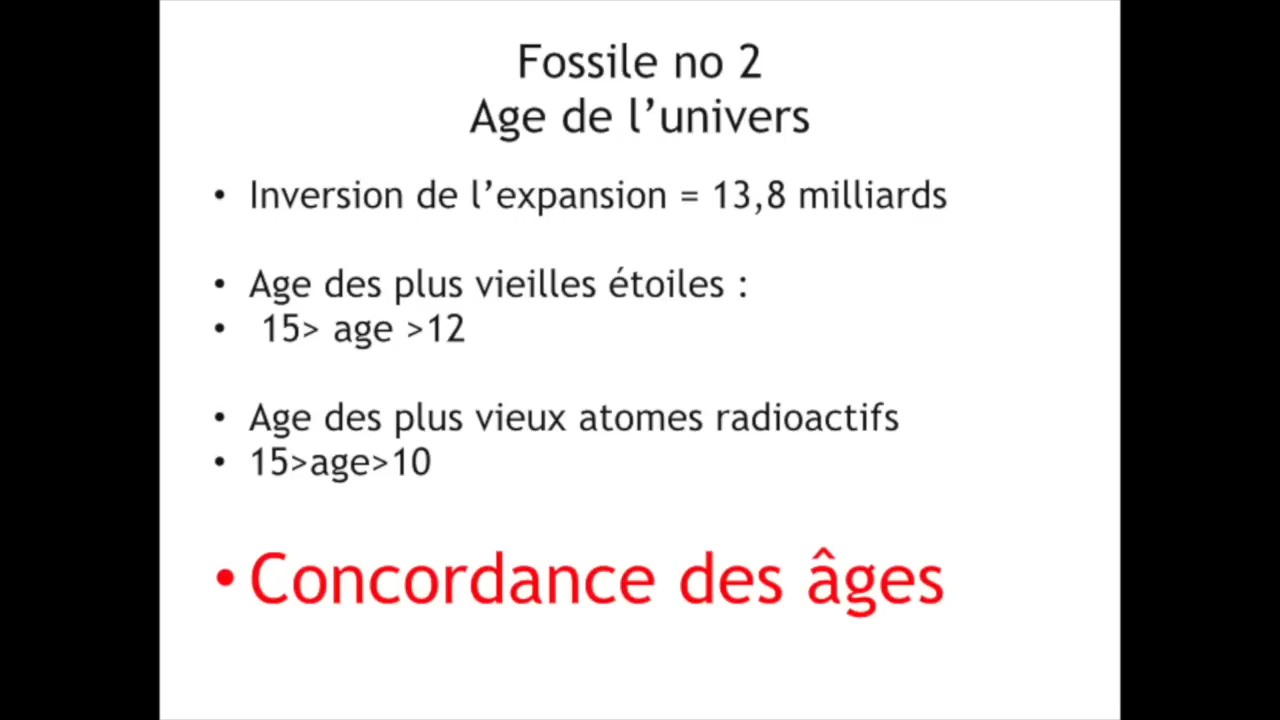 Fossile no 2
Age de l’univers
• Inversion de l’expansion = 13,8 milliards
• Age des plus vieilles étoiles :
• 15> age >12
• Age des plus vieux atomes radioactifs
• 15>age>10
• Concordance des âges